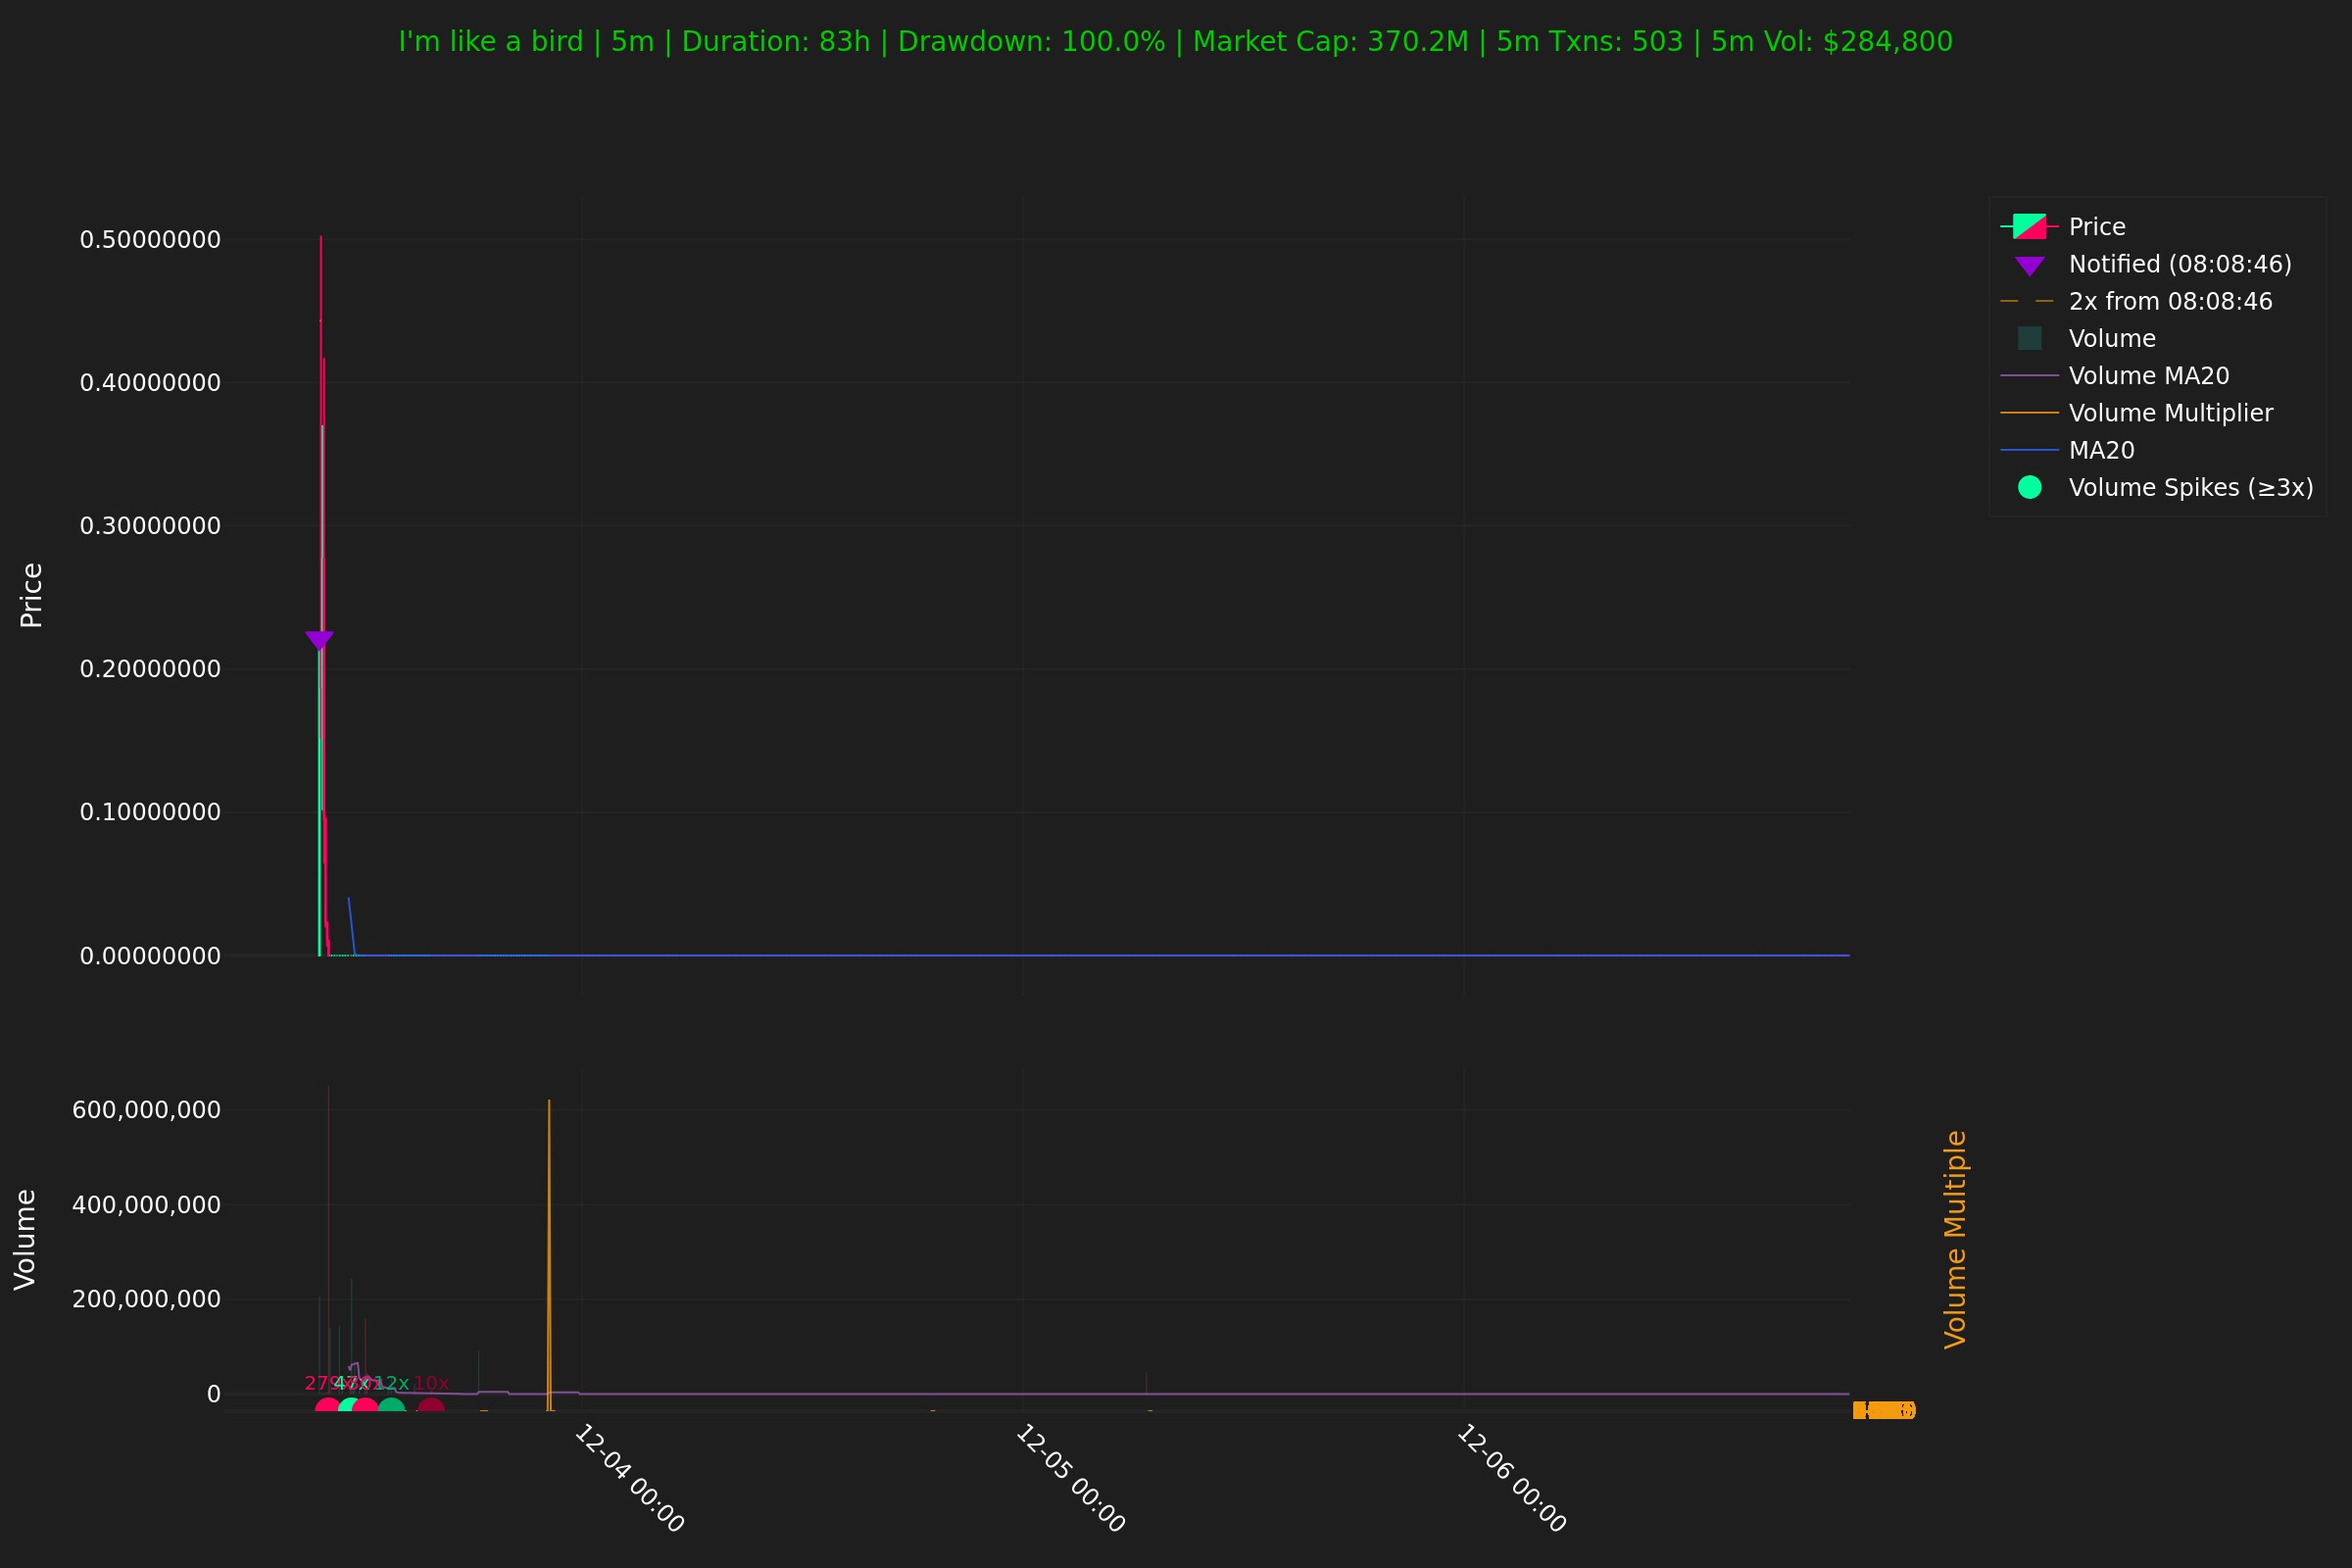 I'm like a bird | 5m | Duration: 83h | Drawdown: 100.0% | Market Cap: 370.2M | 5m Txns: 503 | 5m Vol: $284,800
Price
Notified (08:08:46)
2x from 08:08:46
Volume
Volume MA20
Volume Multiplier
MA20
Volume Spikes (≥3x)
0.50000000
0.40000000
0.30000000
0.20000000
0.10000000
0.00000000
Price
600,000,000
400,000,000
200,000,000
0
Volume
Volume Multiple
279x
47x
12x
10x
12-04 00:00
12-05 00:00
12-06 00:00